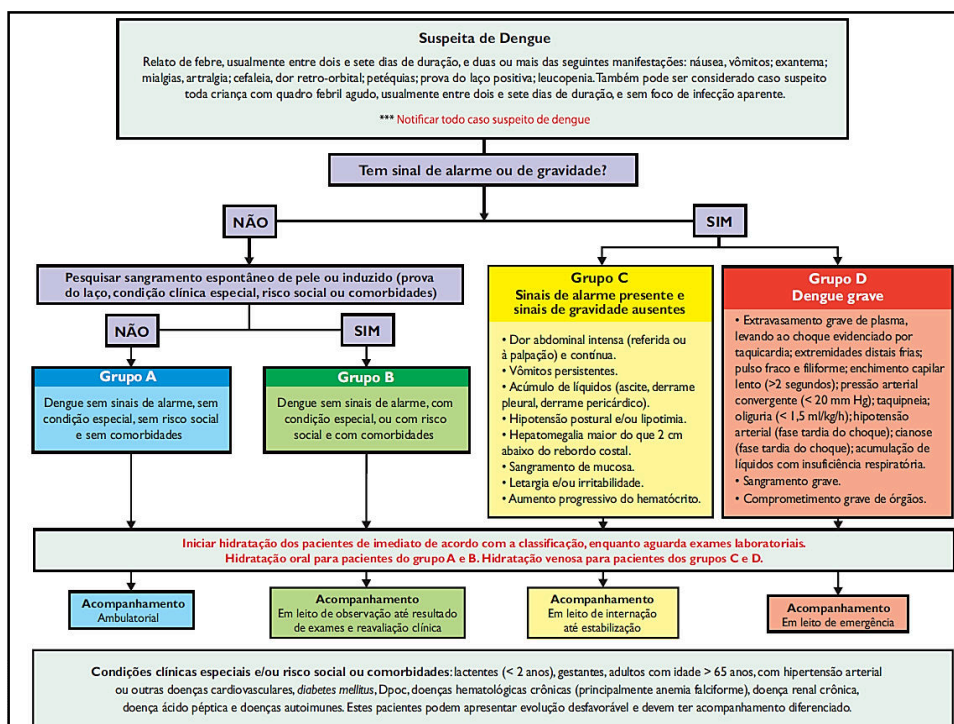 Suspeita de Dengue
Relato de febre, usualmente entre dois e sete dias de duração, e duas ou mais das seguintes manifestações: náusea, vômitos; exantema;
mialgias, artralgia; cefaleia, dor retro-orbital; petéquias; prova do laço positiva; leucopenia. Também pode ser considerado caso suspeito
toda criança com quadro febril agudo, usualmente entre dois e sete dias de duração, e sem foco de infecção aparente.
*** Notificar todo caso suspeito de dengue
Tem sinal de alarme ou de gravidade?
NÃO
SIM
Pesquisar sangramento espontâneo de pele ou induzido (prova
do laço, condição clínica especial, risco social ou comorbidades)
NÃO
SIM
Grupo A
Dengue sem sinais de alarme, sem
condição especial, sem risco social
e sem comorbidades
Grupo B
Dengue sem sinais de alarme, com
condição especial, ou com risco
social e com comorbidades
Grupo C
Sinais de alarme presente e
sinais de gravidade ausentes
• Dor abdominal intensa (referida ou
à palpação) e contínua.
• Vômitos persistentes.
• Acúmulo de líquidos (ascite, derrame
pleural, derrame pericárdico).
• Hipotensão postural e/ou lipotimia.
• Hepatomegalia maior do que 2 cm
abaixo do rebordo costal.
• Sangramento de mucosa.
• Letargia e/ou irritabilidade.
• Aumento progressivo do hematócrito.
Grupo D
Dengue grave
• Extravasamento grave de plasma,
levando ao choque evidenciado por
taquicardia; extremidades distais frias;
pulso fraco e filiforme; enchimento capilar
lento (>2 segundos); pressão arterial
convergente (< 20 mm Hg); taquipneia;
oliguria (< 1,5 ml/kg/h); hipotensão
arterial (fase tardia do choque); cianose
(fase tardia do choque); acumulação de
líquidos com insuficiência respiratória.
• Sangramento grave.
• Comprometimento grave de órgãos.
Iniciar hidratação dos pacientes de imediato de acordo com a classificação, enquanto aguarda exames laboratoriais.
Hidratação oral para pacientes do grupo A e B. Hidratação venosa para pacientes dos grupos C e D.
Acompanhamento
Ambulatorial
Acompanhamento
Em leito de observação até resultado
de exames e reavaliação clínica
Acompanhamento
Em leito de internação
até estabilização
Acompanhamento
Em leito de emergência
Condições clínicas especiais e/ou risco social ou comorbidades: lactentes (< 2 anos), gestantes, adultos com idade > 65 anos, com hipertensão arterial
ou outras doenças cardiovasculares, diabetes mellitus, Dpoc, doenças hematológicas crônicas (principalmente anemia falciforme), doença renal crônica,
doença ácido péptica e doenças autoimunes. Estes pacientes podem apresentar evolução desfavorável e devem ter acompanhamento diferenciado.